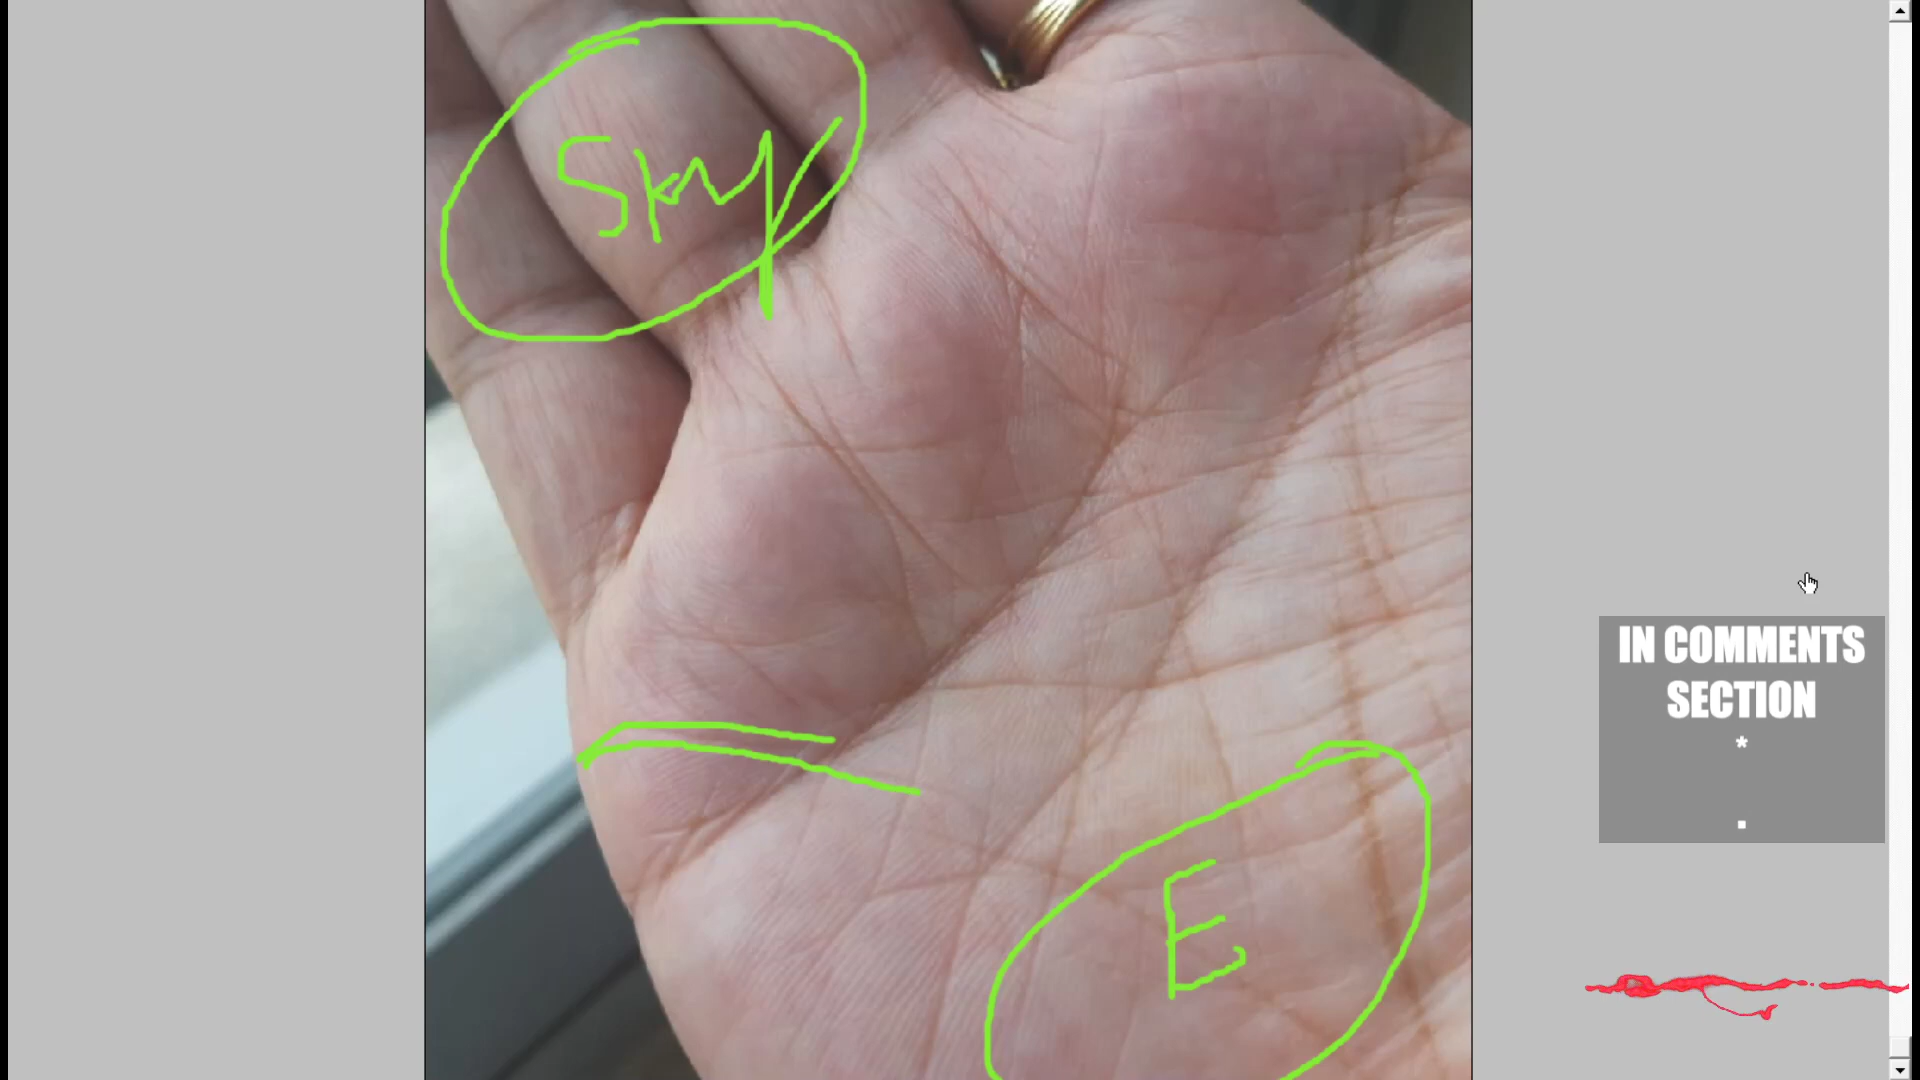 Sky
IN COMMENTS
SECTION
*
.
E